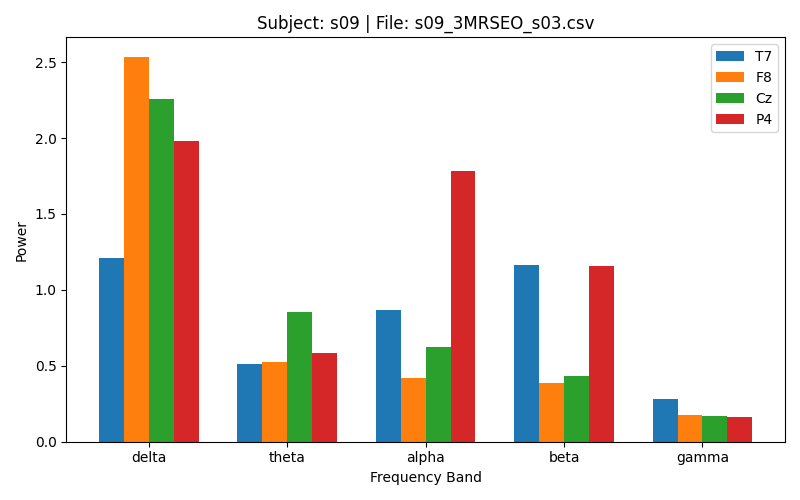 Subject: s09 | File: s09_3MRSEO_s03.csv
T7
F8
Cz
P4
Power
2.5
2.0
1.5
1.0
0.5
0.0
delta theta alpha beta gamma
Frequency Band